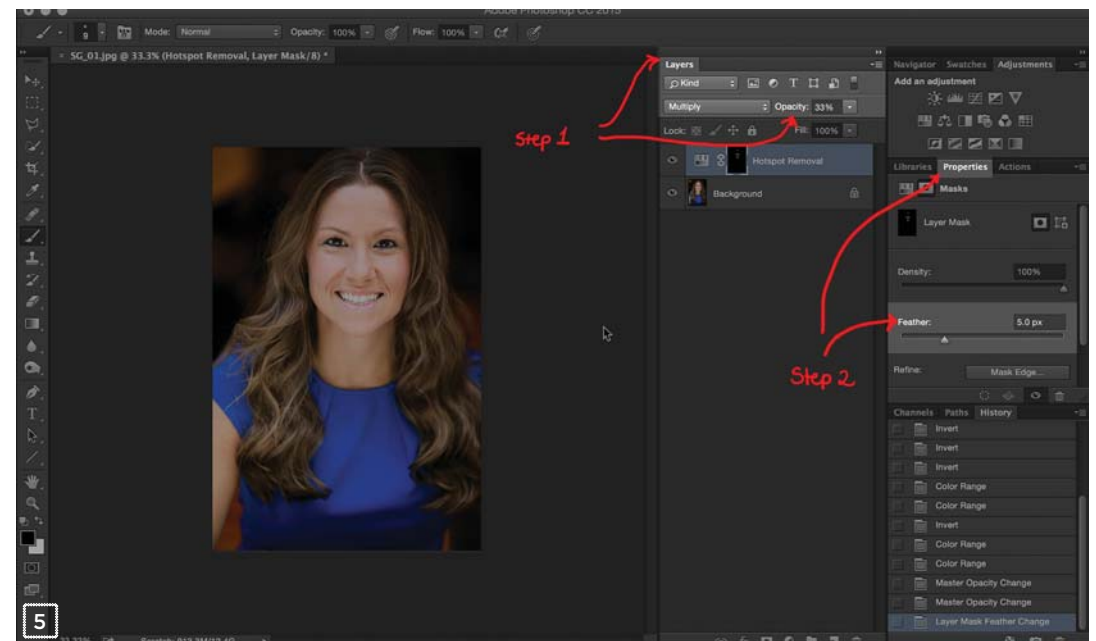 Adobe Photoshop CC 2015
9 Mode: Normal Opacity: 100% Flow: 100%
× SG_01.jpg @ 33.3% (Hotspot Removal, Layer Mask/8) *
Layers
Kind
Multiply Opacity: 33%
Lock: Fill: 100%
Hotspot Removal
Background
Step 1
Navigator Swatches Adjustments
Add an adjustment
Libraries Properties Actions
Masks
Layer Mask
Density: 100%
Feather: 5.0 px
Step 2
Refine: Mask Edge...
Channels Paths History
Invert
Invert
Invert
Color Range
Color Range
Invert
Color Range
Color Range
Master Opacity Change
Master Opacity Change
Layer Mask Feather Change
5